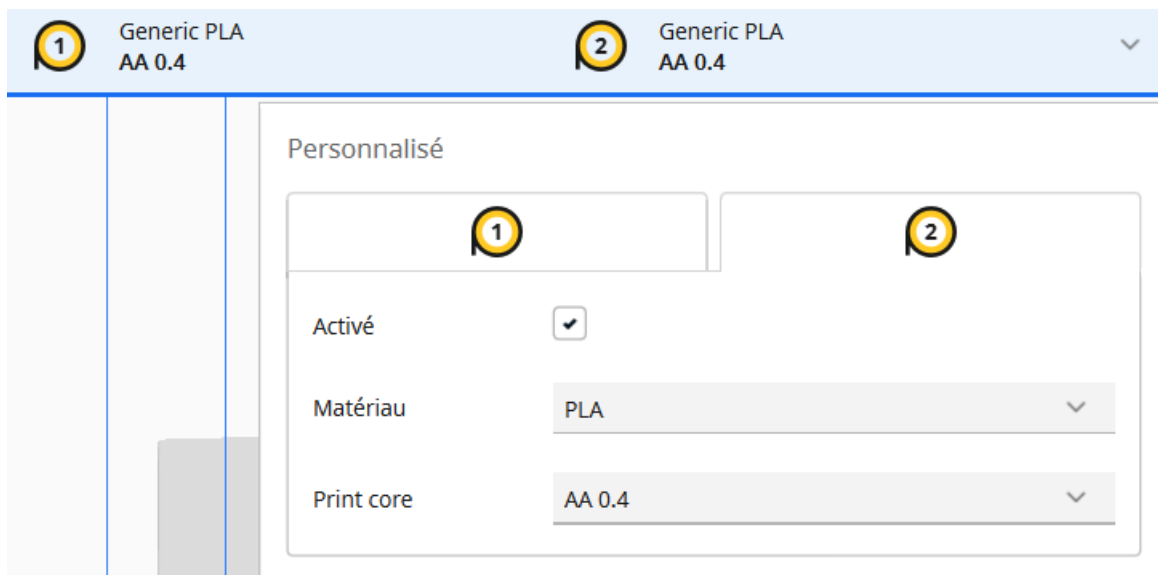 1 Generic PLA 2 Generic PLA
AA 0.4 AA 0.4
Personnalisé
1 2
Activé
Matériau PLA
Print core AA 0.4